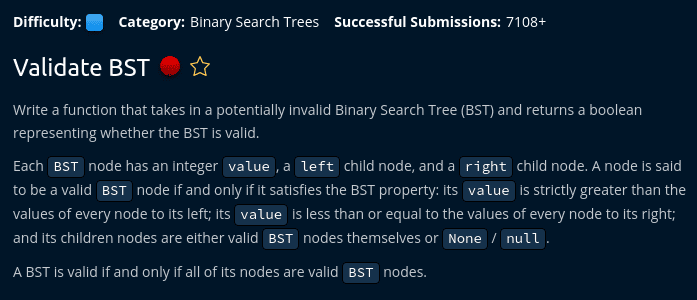 Difficulty: Category: Binary Search Trees Successful Submissions: 7108+
Validate BST
Write a function that takes in a potentially invalid Binary Search Tree (BST) and returns a boolean
representing whether the BST is valid.
Each BST node has an integer value, a left child node, and a right child node. A node is said
to be a valid BST node if and only if it satisfies the BST property: its value is strictly greater than the
values of every node to its left; its value is less than or equal to the values of every node to its right;
and its children nodes are either valid BST nodes themselves or None / null.
A BST is valid if and only if all of its nodes are valid BST nodes.